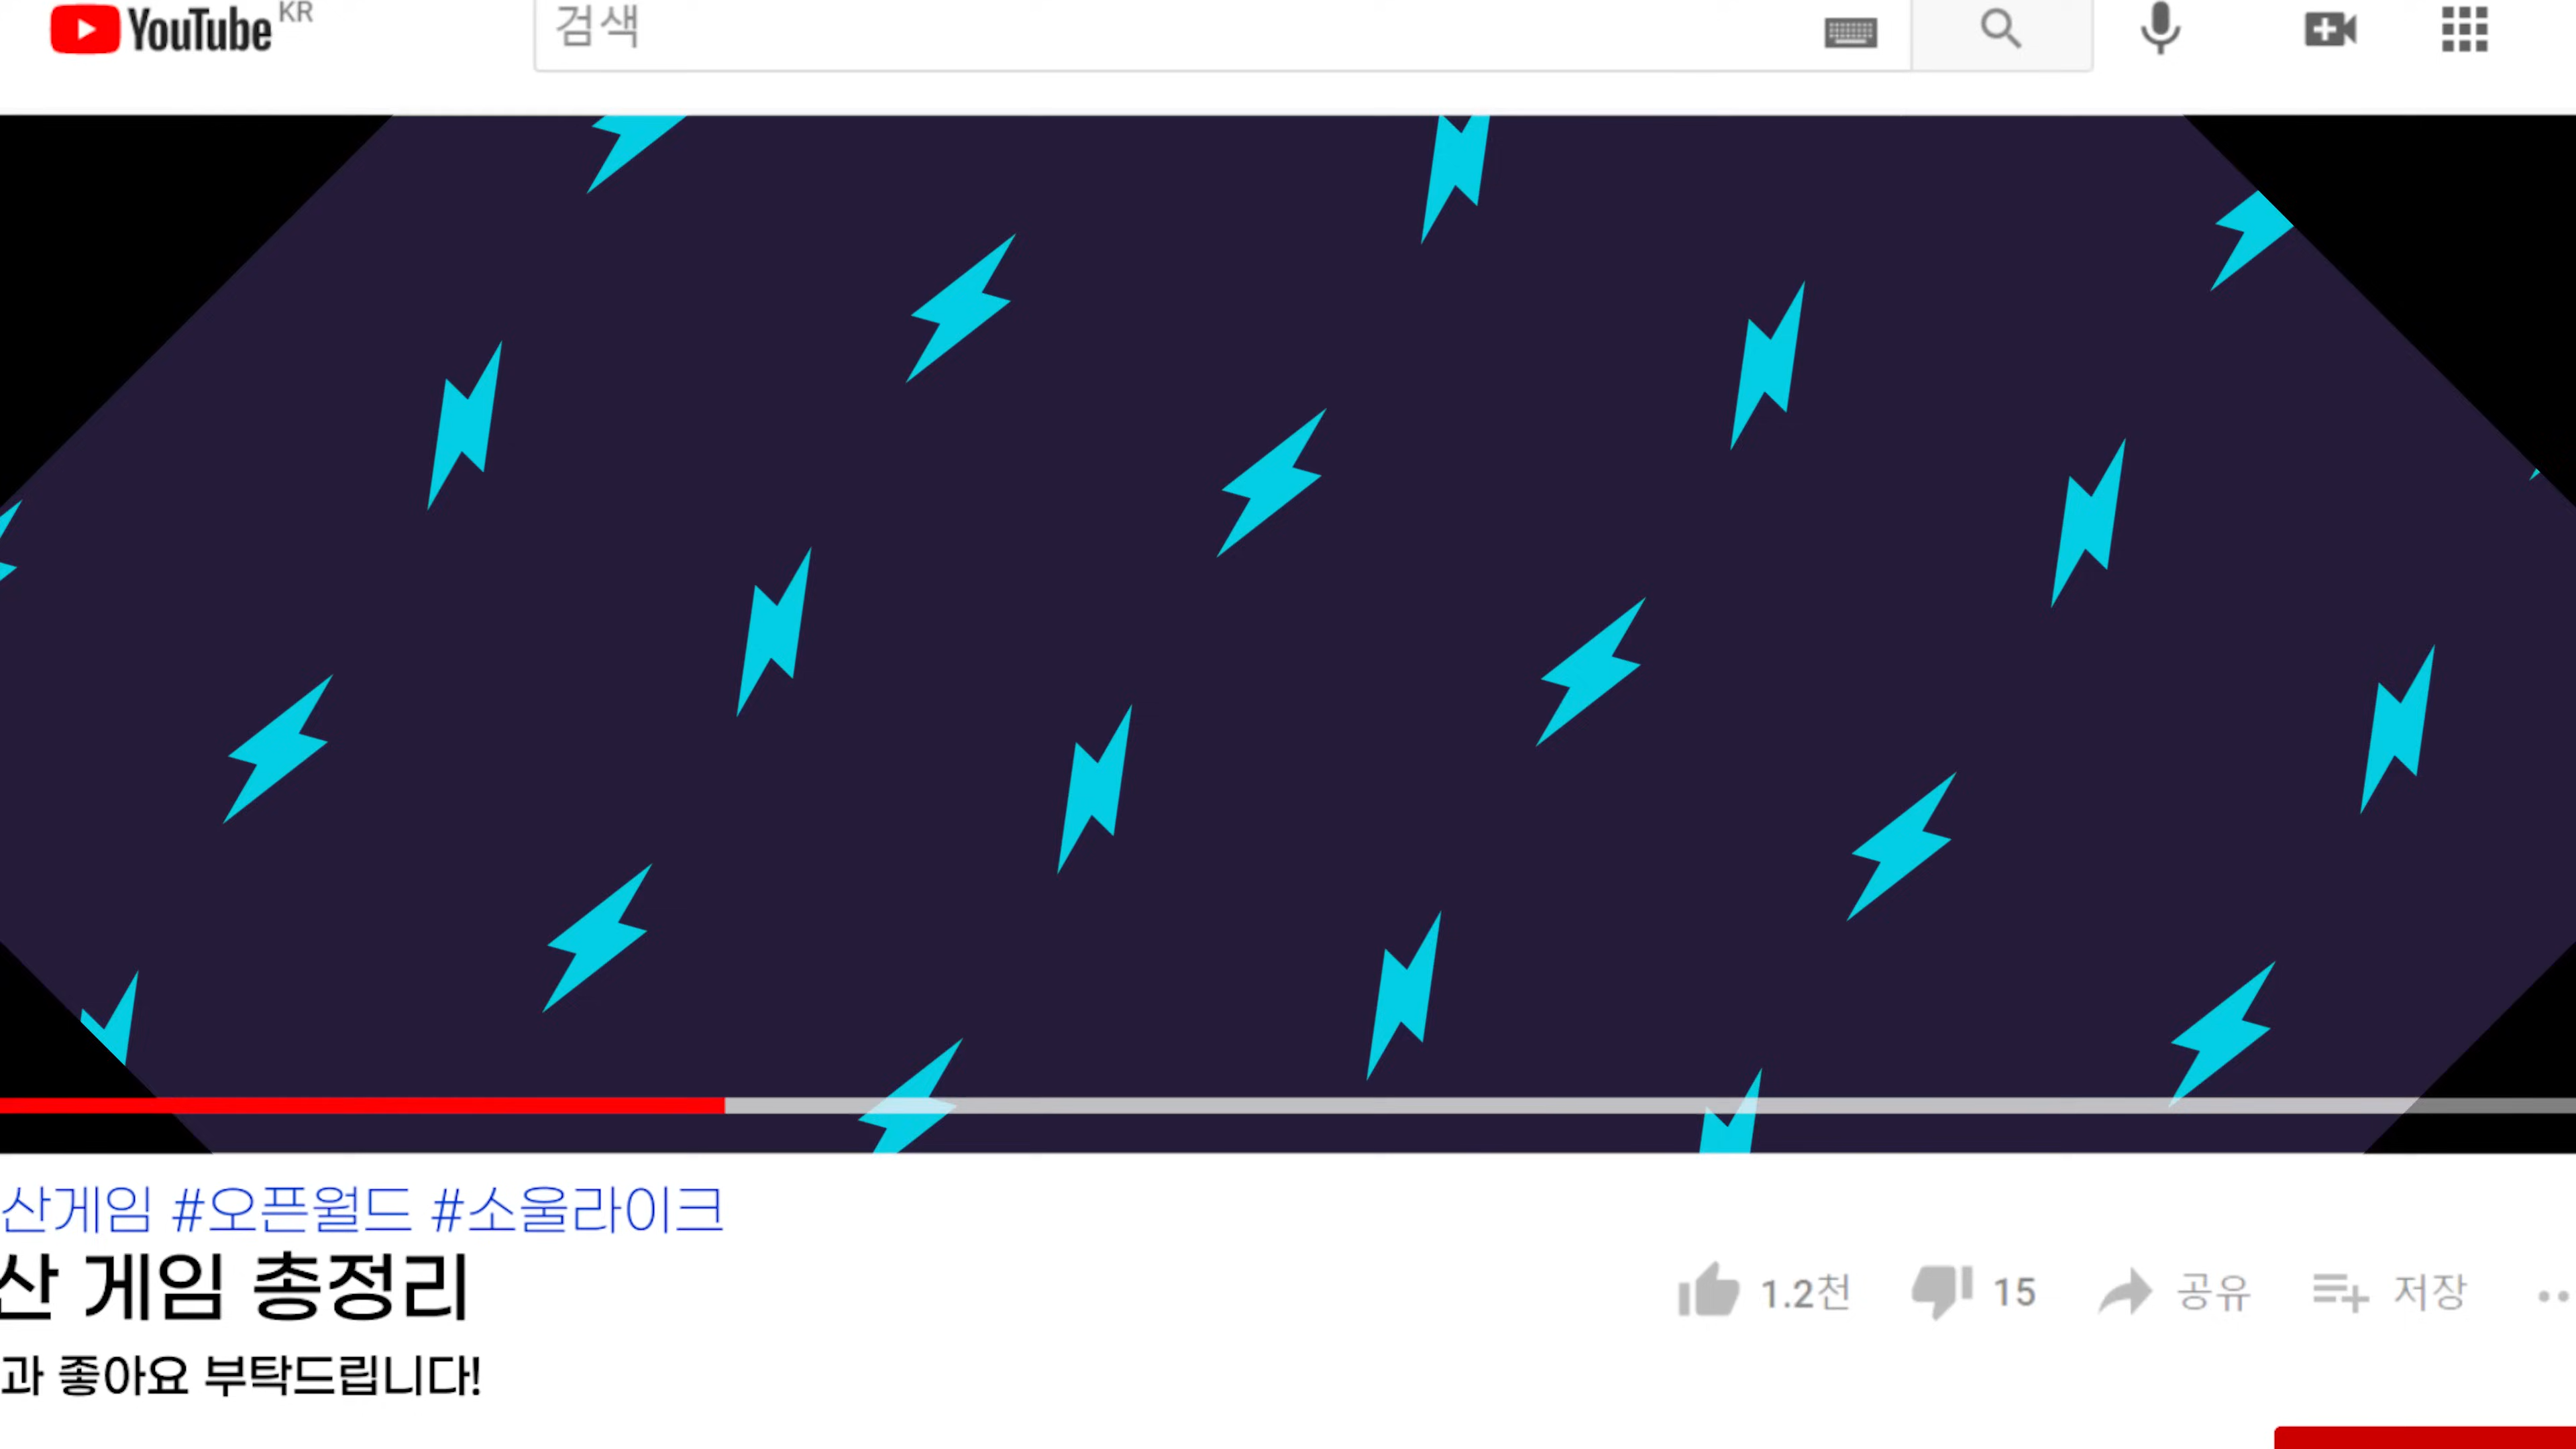 YouTube KR
검색
산게임 #오픈월드 #소울라이크
산 게임 총정리
1.2천 15 공유 저장
과 좋아요 부탁드립니다!